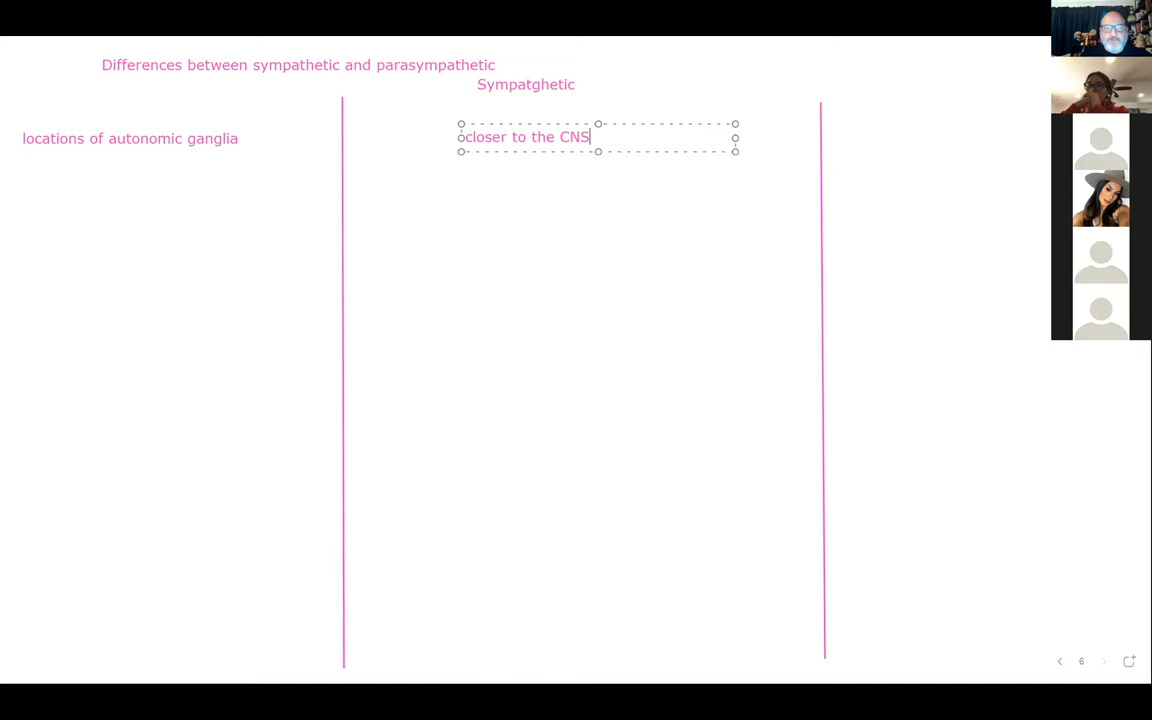 Differences between sympathetic and parasympathetic
Sympatghetic
locations of autonomic ganglia
closer to the CNS
6